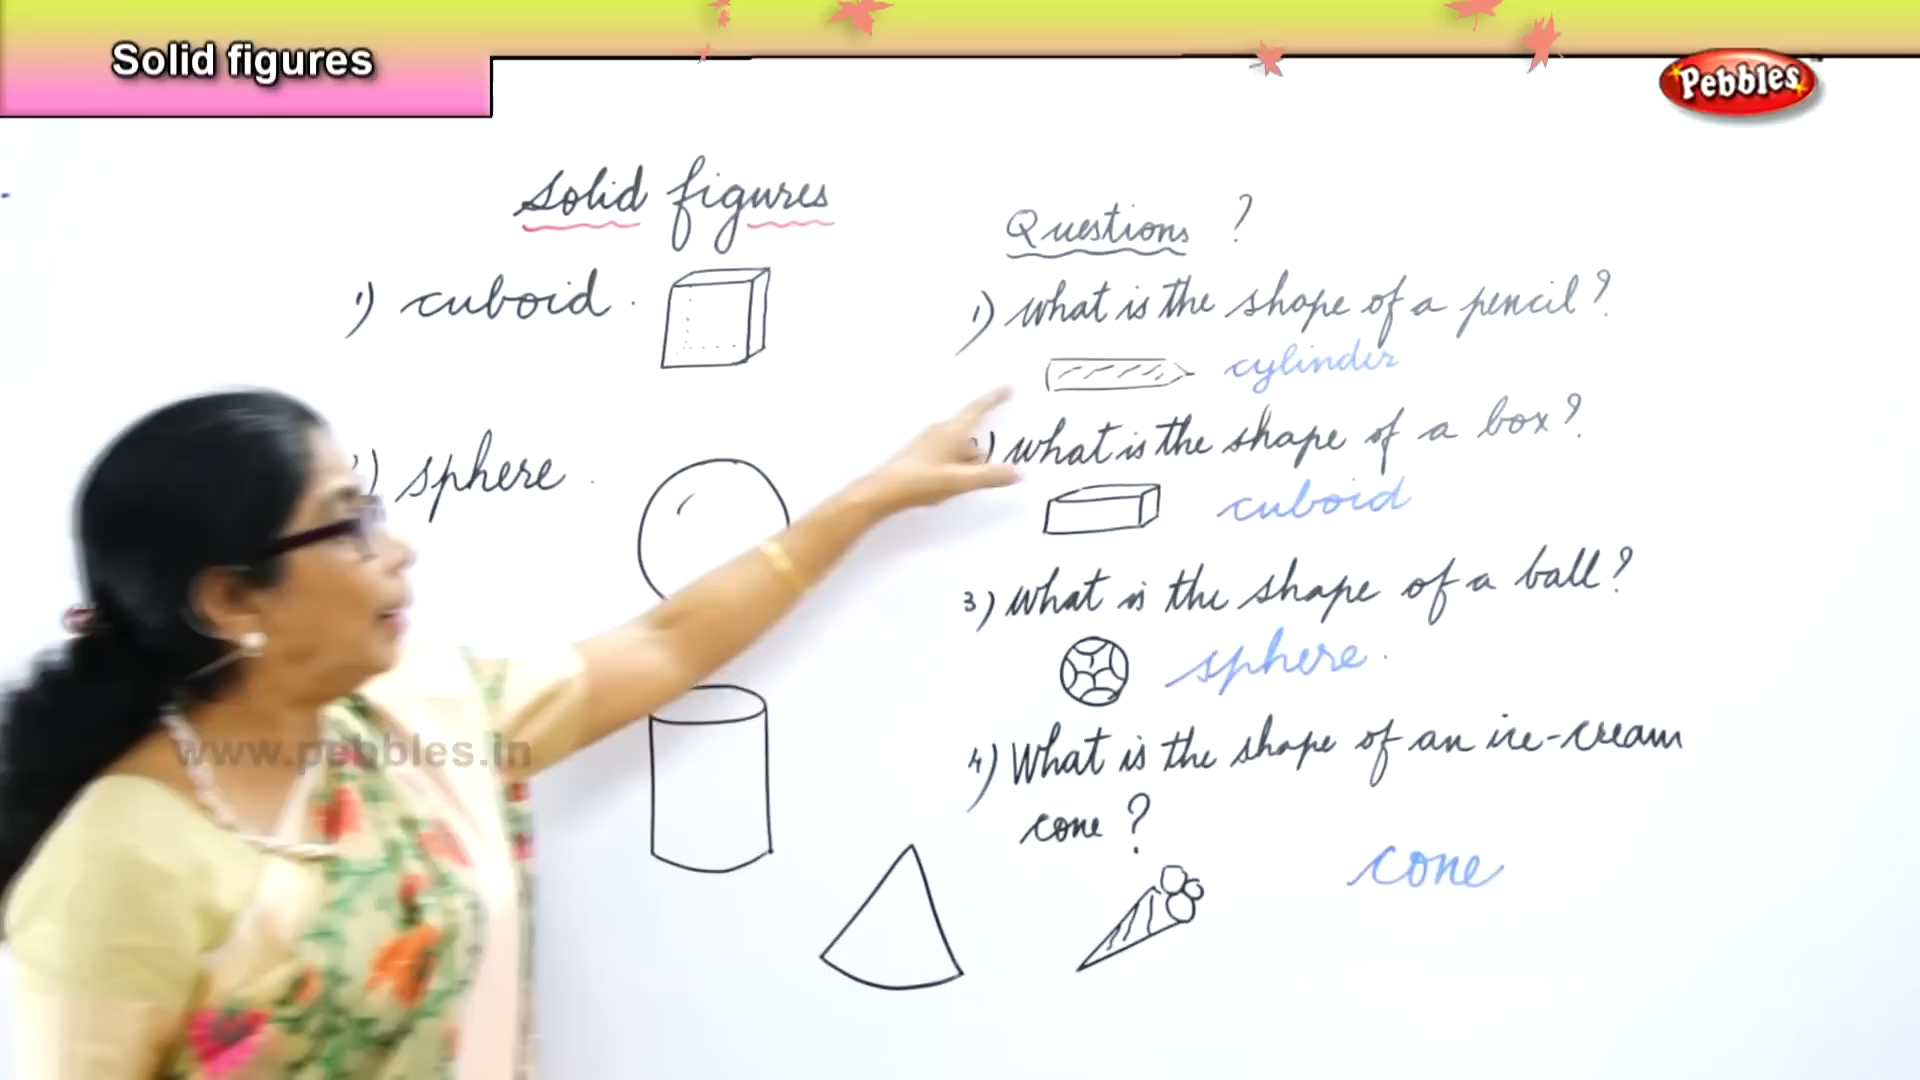 Solid figures
Pebbles
Solid figures
1) cuboid.
) sphere.
Questions ?
1) what is the shape of a pencil?
cylinder
) what is the shape of a box?
cuboid
3) What is the shape of a ball?
sphere.
4) What is the shape of an ice-cream
cone ?
cone
www.pebbles.in